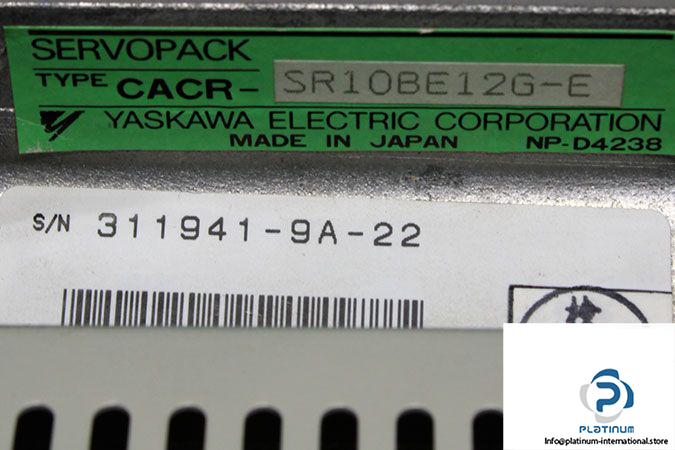 SERVOPACK
TYPE CACR- SR10BE12G-E
YASKAWA ELECTRIC CORPORATION
MADE IN JAPAN NP-D4238
S/N 311941-9A-22
PLATINUM
Info@platinum-international.store